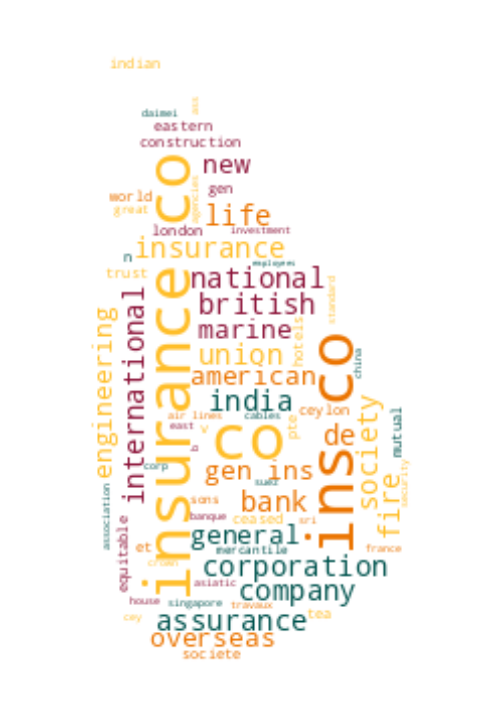 indian
ass
daimei
eastern
construction
insurance co
new
gen
agencies
world
great
life
london
investment
insurance
n
employees
trust
national
standard
international
british
engineering
marine
hotels
union
ins co
china
american
india
air lines
cables
ceylon
society
mutual
east
v
co
pte
de
corp
gen ins
security
fire
suez
association
sons
bank
banque
ceased
sri
equitable
general
et
mercantile
france
crown
corporation
asiatic
company
house
singapore
travaux
cey
assurance
tea
overseas
societe